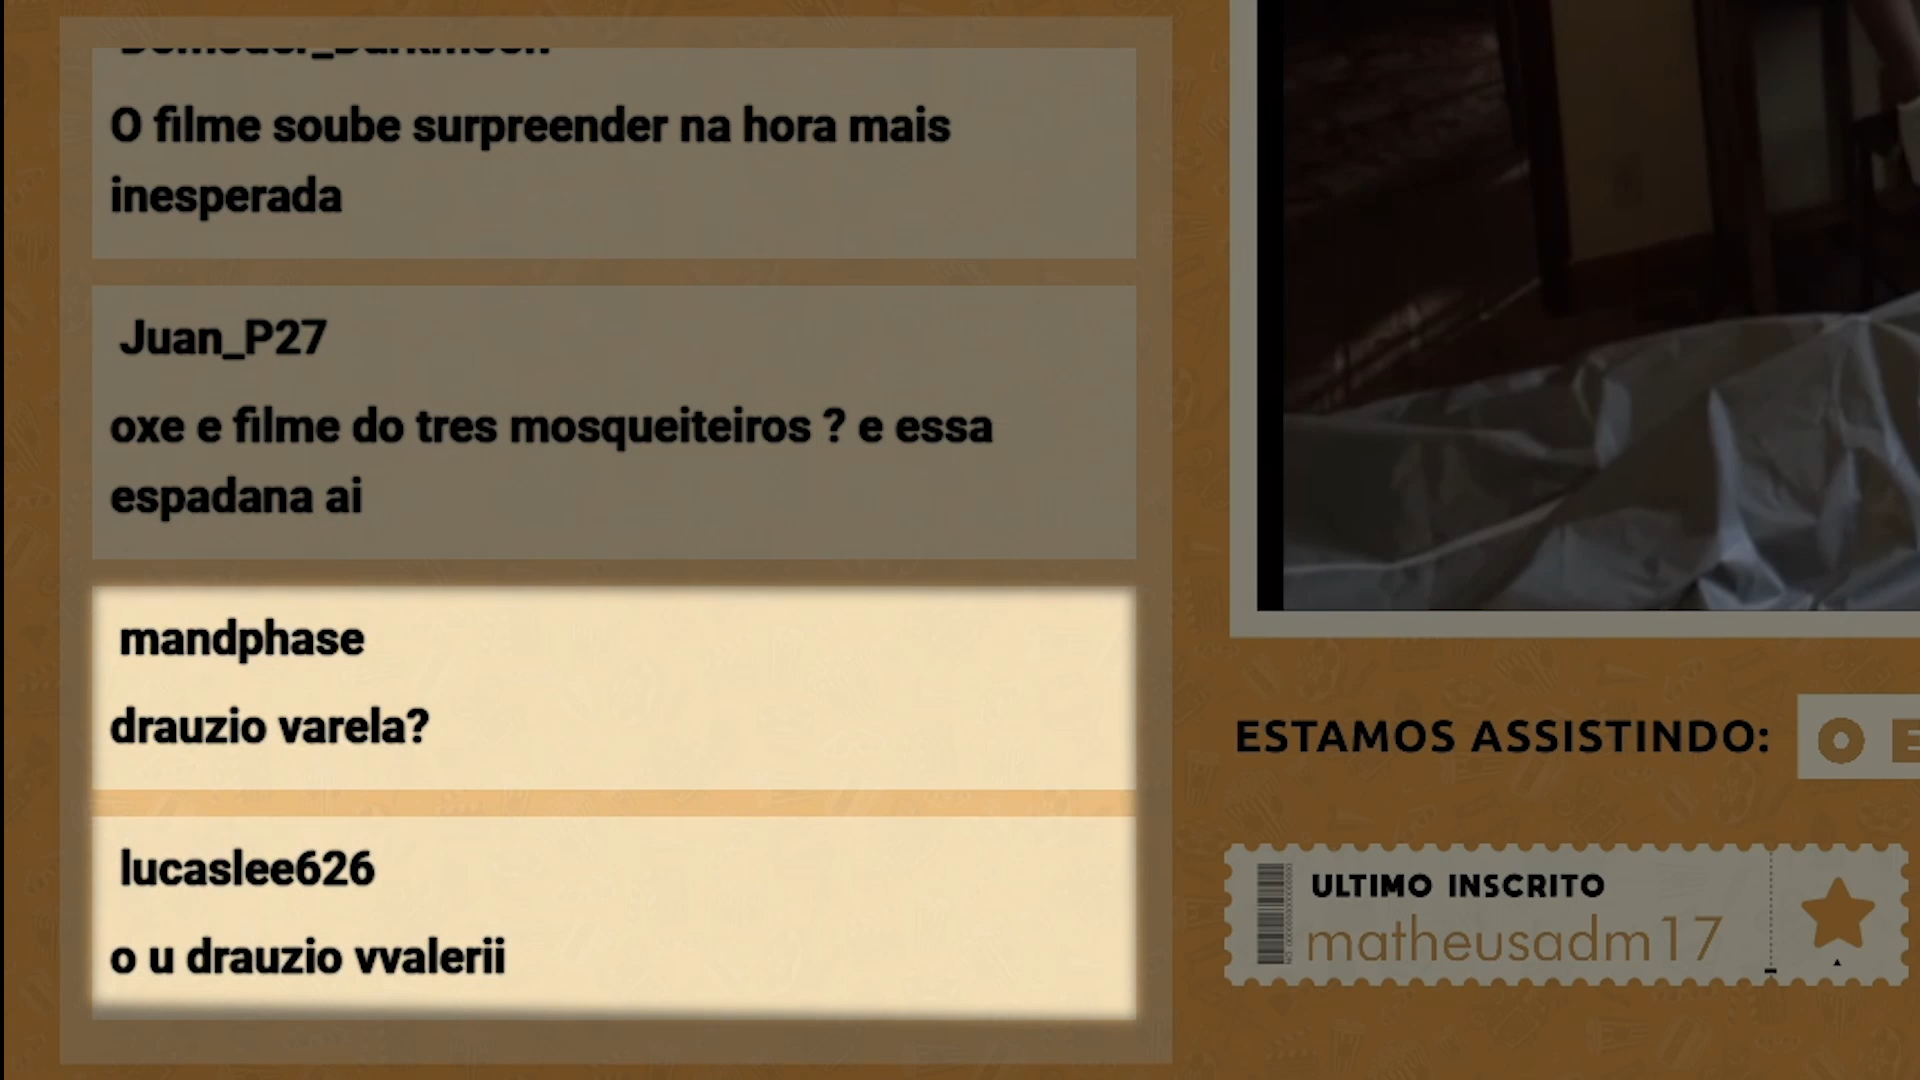 O filme soube surpreender na hora mais
inesperada
Juan_P27
oxe e filme do tres mosqueiteiros ? e essa
espadana ai
mandphase
drauzio varela?
lucaslee626
o u drauzio vvalerii
ESTAMOS ASSISTINDO: O E
ULTIMO INSCRITO
matheusadm17